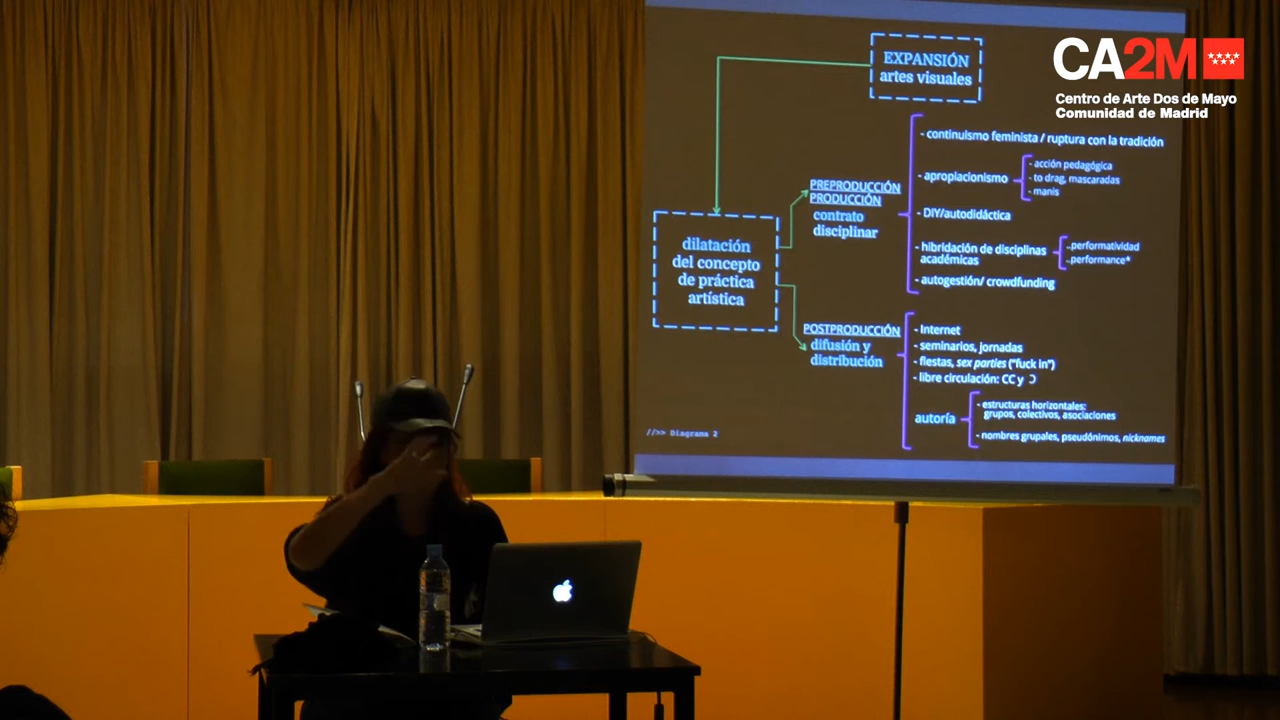 EXPANSIÓN
artes visuales
CA2M
Centro de Arte Dos de Mayo
Comunidad de Madrid
dilatación
del concepto
de práctica
artística
PREPRODUCCIÓN
PRODUCCIÓN
contrato
disciplinar
- continuismo feminista / ruptura con la tradición
- apropiacionismo
- acción pedagógica
- to drag, mascaradas
- manis
- DIY/autodidáctica
- hibridación de disciplinas
académicas
..performatividad
..performance*
- autogestión/ crowdfunding
POSTPRODUCCIÓN
difusión y
distribución
- Internet
- seminarios, jornadas
- fiestas, sex parties ("fuck in")
- libre circulación: CC y Ɔ
autoría
- estructuras horizontales:
grupos, colectivos, asociaciones
- nombres grupales, pseudónimos, nicknames
//>> Diagrama 2